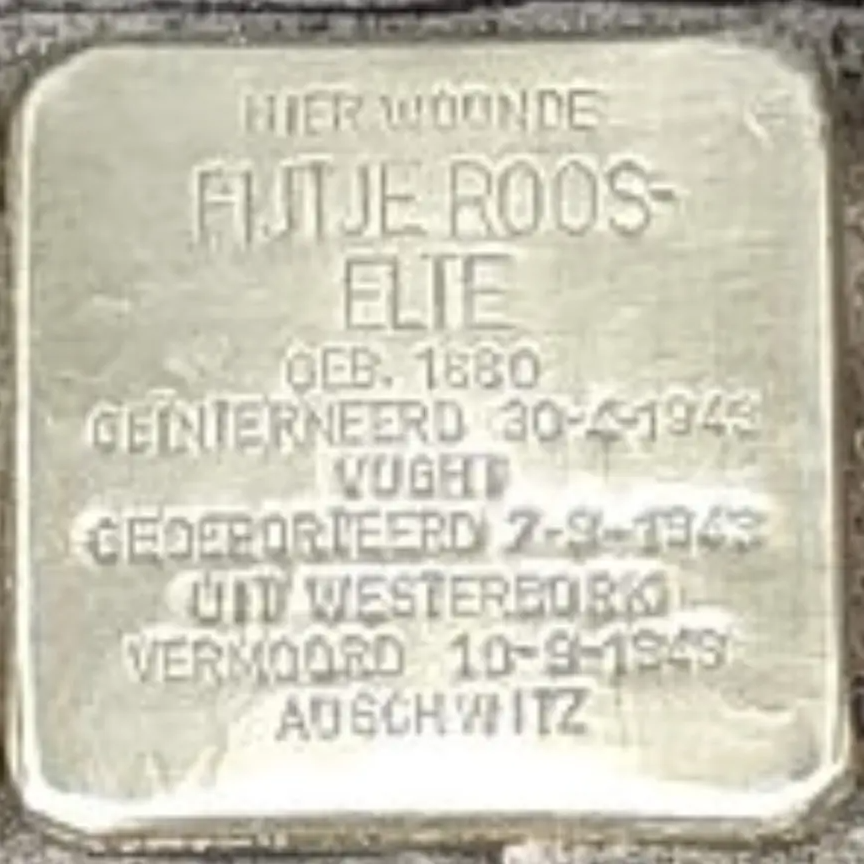 HIER WOONDE
FIJTJE ROOS-
ELTE
GEB. 1880
GEÏNTERNEERD 30-4-1943
VUGHT
GEDEPORTEERD 7-9-1943
UIT WESTERBORK
VERMOORD 10-9-1943
AUSCHWITZ